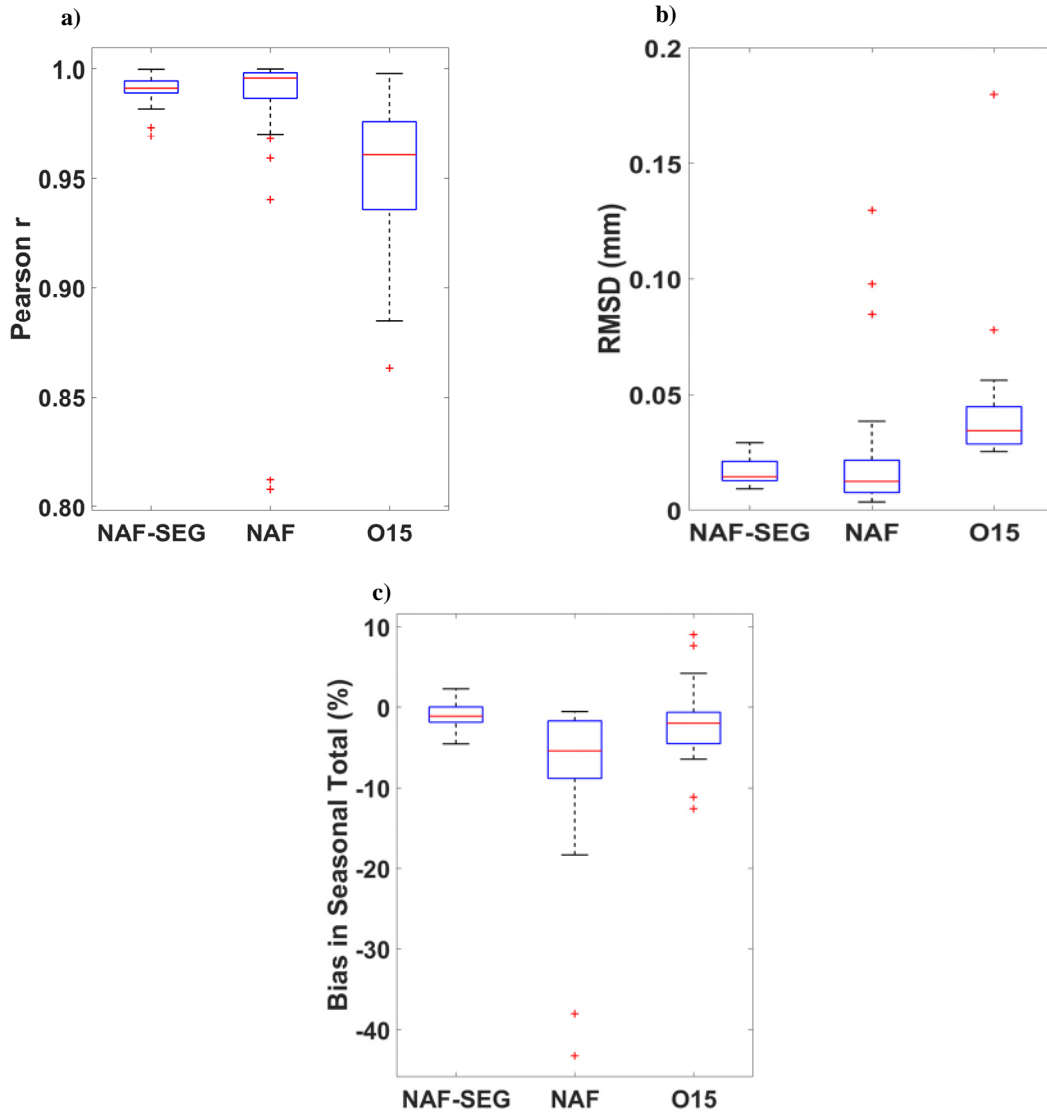 a)
Pearson r
1.0
0.95
0.90
0.85
0.80
NAF-SEG NAF O15
b)
RMSD (mm)
0.2
0.15
0.10
0.05
0
NAF-SEG NAF O15
c)
Bias in Seasonal Total (%)
10
0
-10
-20
-30
-40
NAF-SEG NAF O15